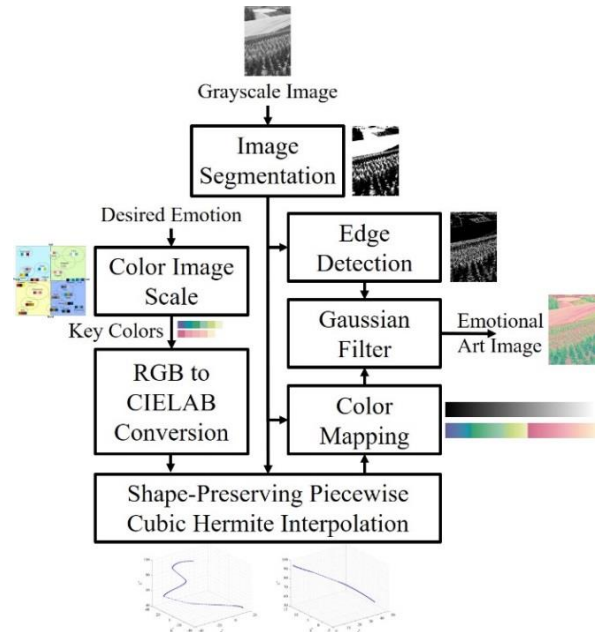 Grayscale Image
Image
Segmentation
Desired Emotion
Color Image
Scale
Key Colors
RGB to
CIELAB
Conversion
Edge
Detection
Gaussian
Filter
Emotional
Art Image
Color
Mapping
Shape-Preserving Piecewise
Cubic Hermite Interpolation